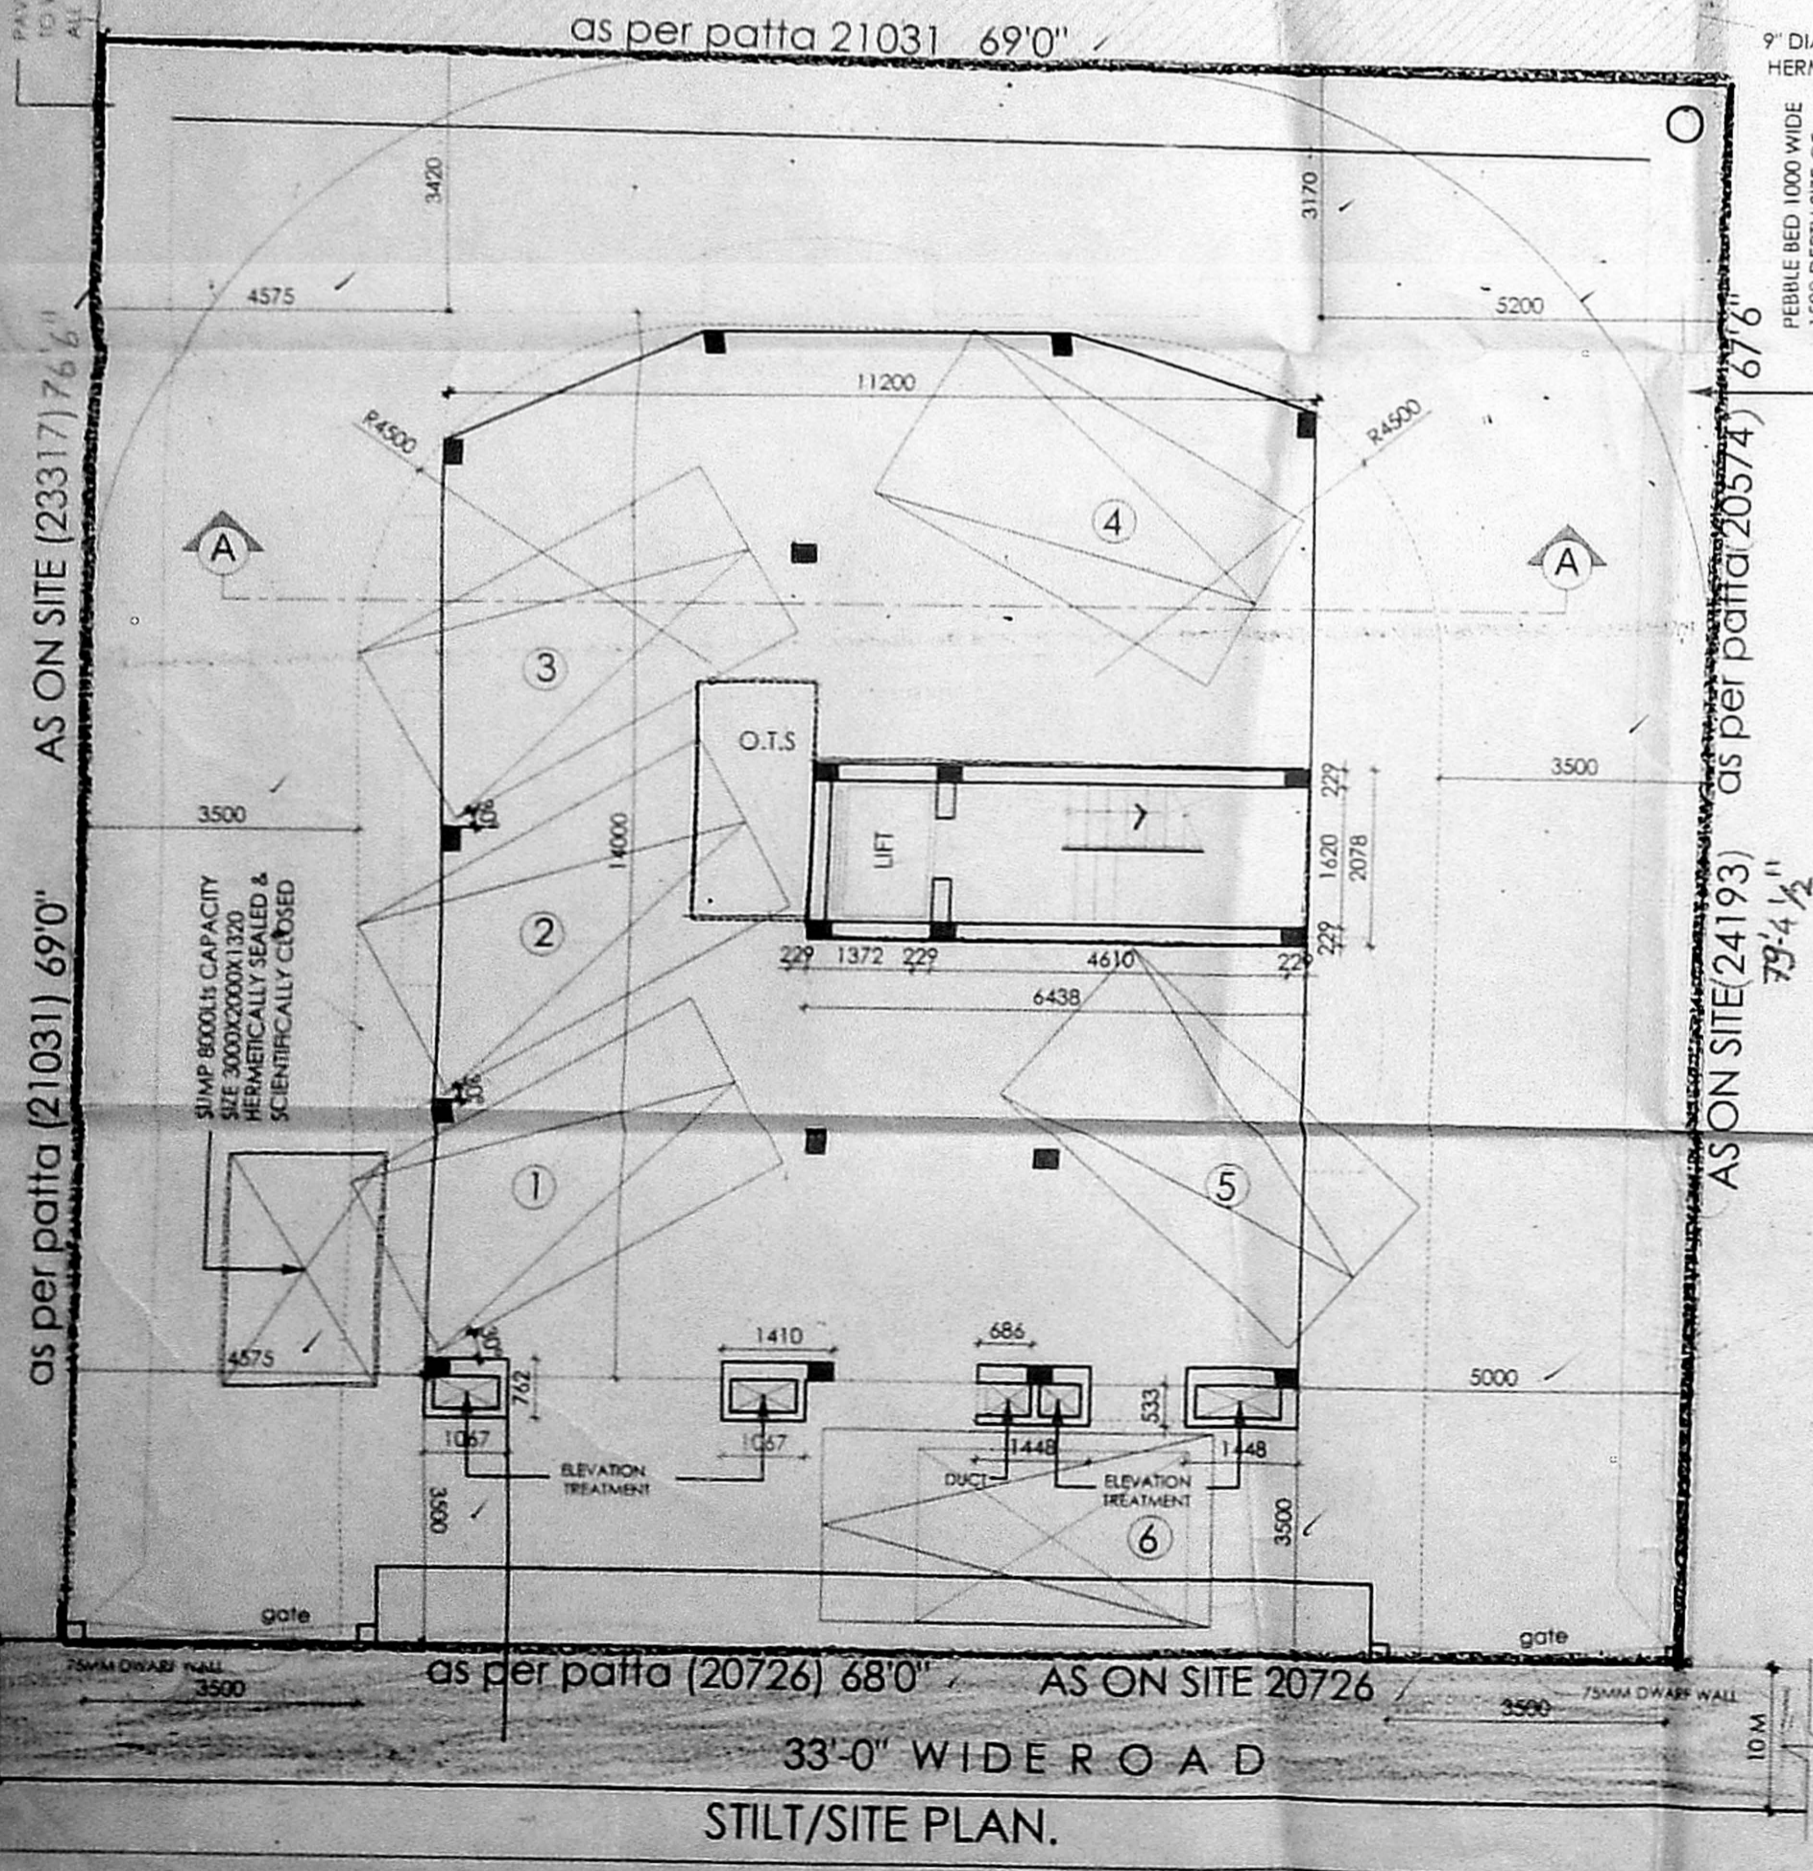 as per patta 21031 69'0"
9" DIA
HERM
PEBBLE BED 1000 WIDE
3420
3170
4575
5200
AS ON SITE (23317) 76'6"
as per patta (21031) 69'0"
as per patta (20574) 67'6"
AS ON SITE (24193)
79'-4 1/2"
11200
R4500
R4500
A
A
4
3
O.T.S
3500
3500
14000
LIFT
229
1620
2078
229
SUMP 8000Lts CAPACITY
SIZE 3000X2000X1320
HERMETICALLY SEALED &
SCIENTIFICALLY CLOSED
2
229
1372
229
4610
229
6438
1
5
4575
1410
686
5000
762
533
1067
1067
1448
1448
ELEVATION
TREATMENT
DUCT
ELEVATION
TREATMENT
3500
3500
6
gate
gate
75MM DWARF WALL
as per patta (20726) 68'0"
AS ON SITE 20726
75MM DWARF WALL
3500
3500
10M
33'-0" WIDE ROAD
STILT/SITE PLAN.